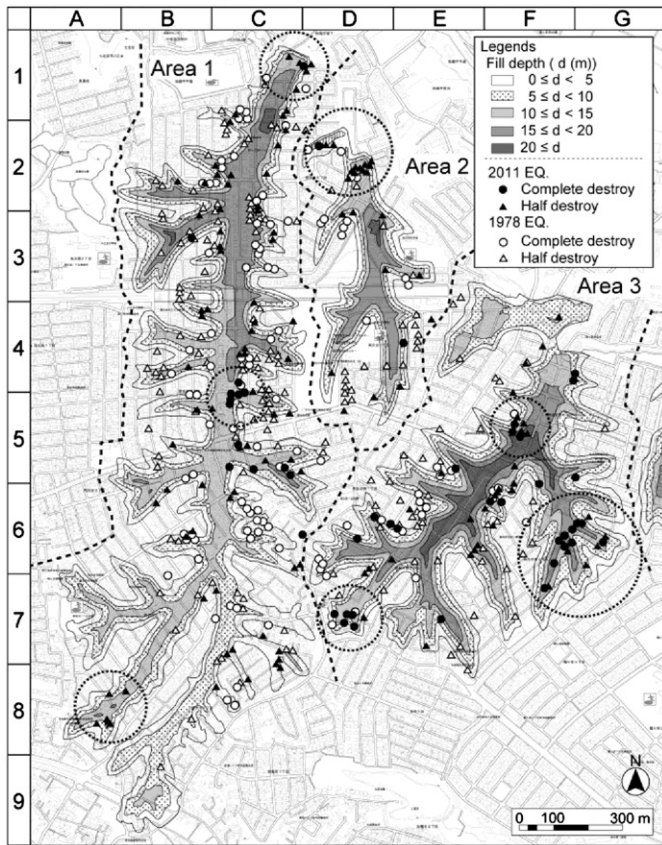 A B C D E F G
1
2
3
4
5
6
7
8
9
Area 1
Area 2
Area 3
Legends
Fill depth ( d (m))
0 ≤ d < 5
5 ≤ d < 10
10 ≤ d < 15
15 ≤ d < 20
20 ≤ d
2011 EQ.
Complete destroy
Half destroy
1978 EQ.
Complete destroy
Half destroy
N
0 100 300 m